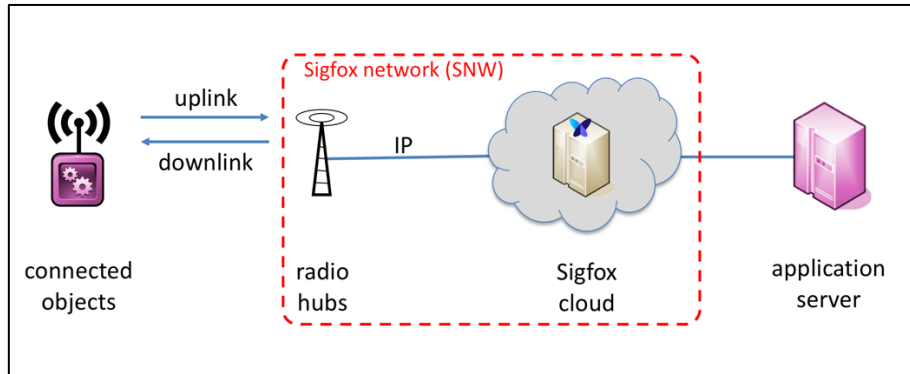 Sigfox network (SNW)
uplink
downlink
IP
connected
objects
radio
hubs
Sigfox
cloud
application
server